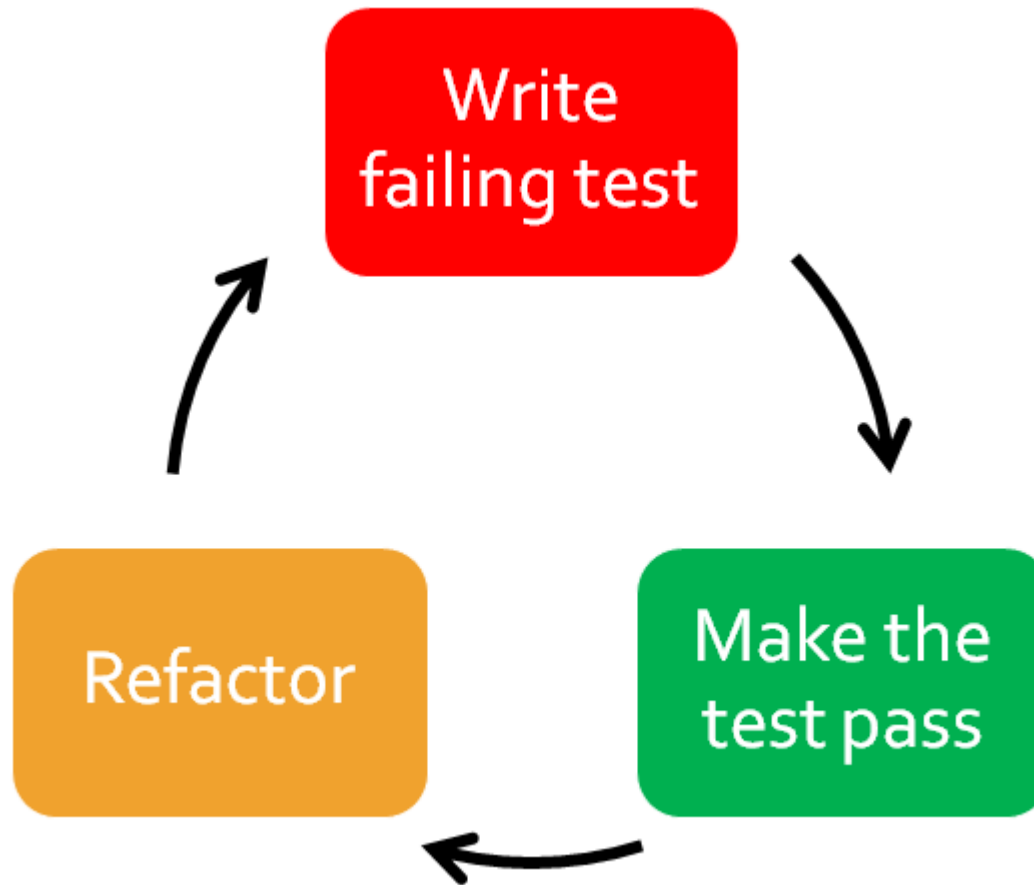 Write
failing test
Make the
test pass
Refactor